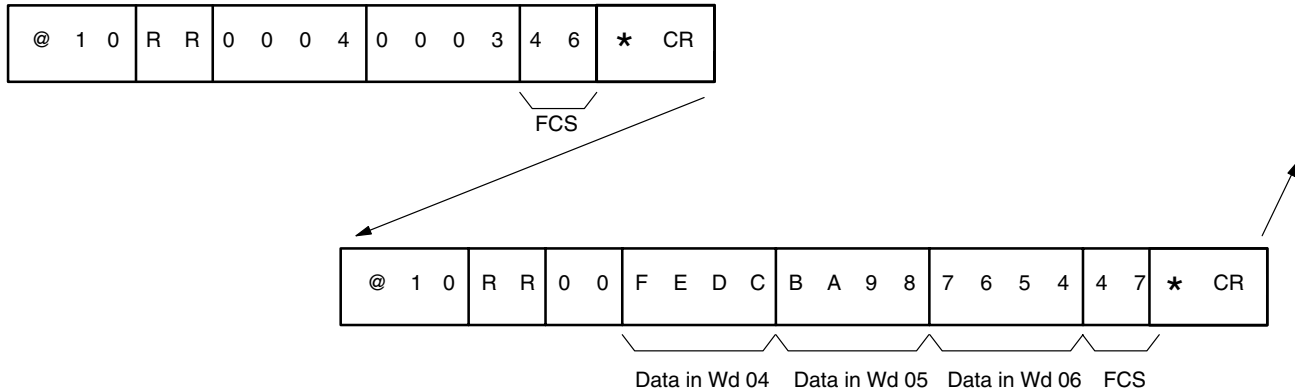 @ 1 0 R R 0 0 0 4 0 0 0 3 4 6 * CR
FCS
@ 1 0 R R 0 0 F E D C B A 9 8 7 6 5 4 4 7 * CR
Data in Wd 04 Data in Wd 05 Data in Wd 06 FCS